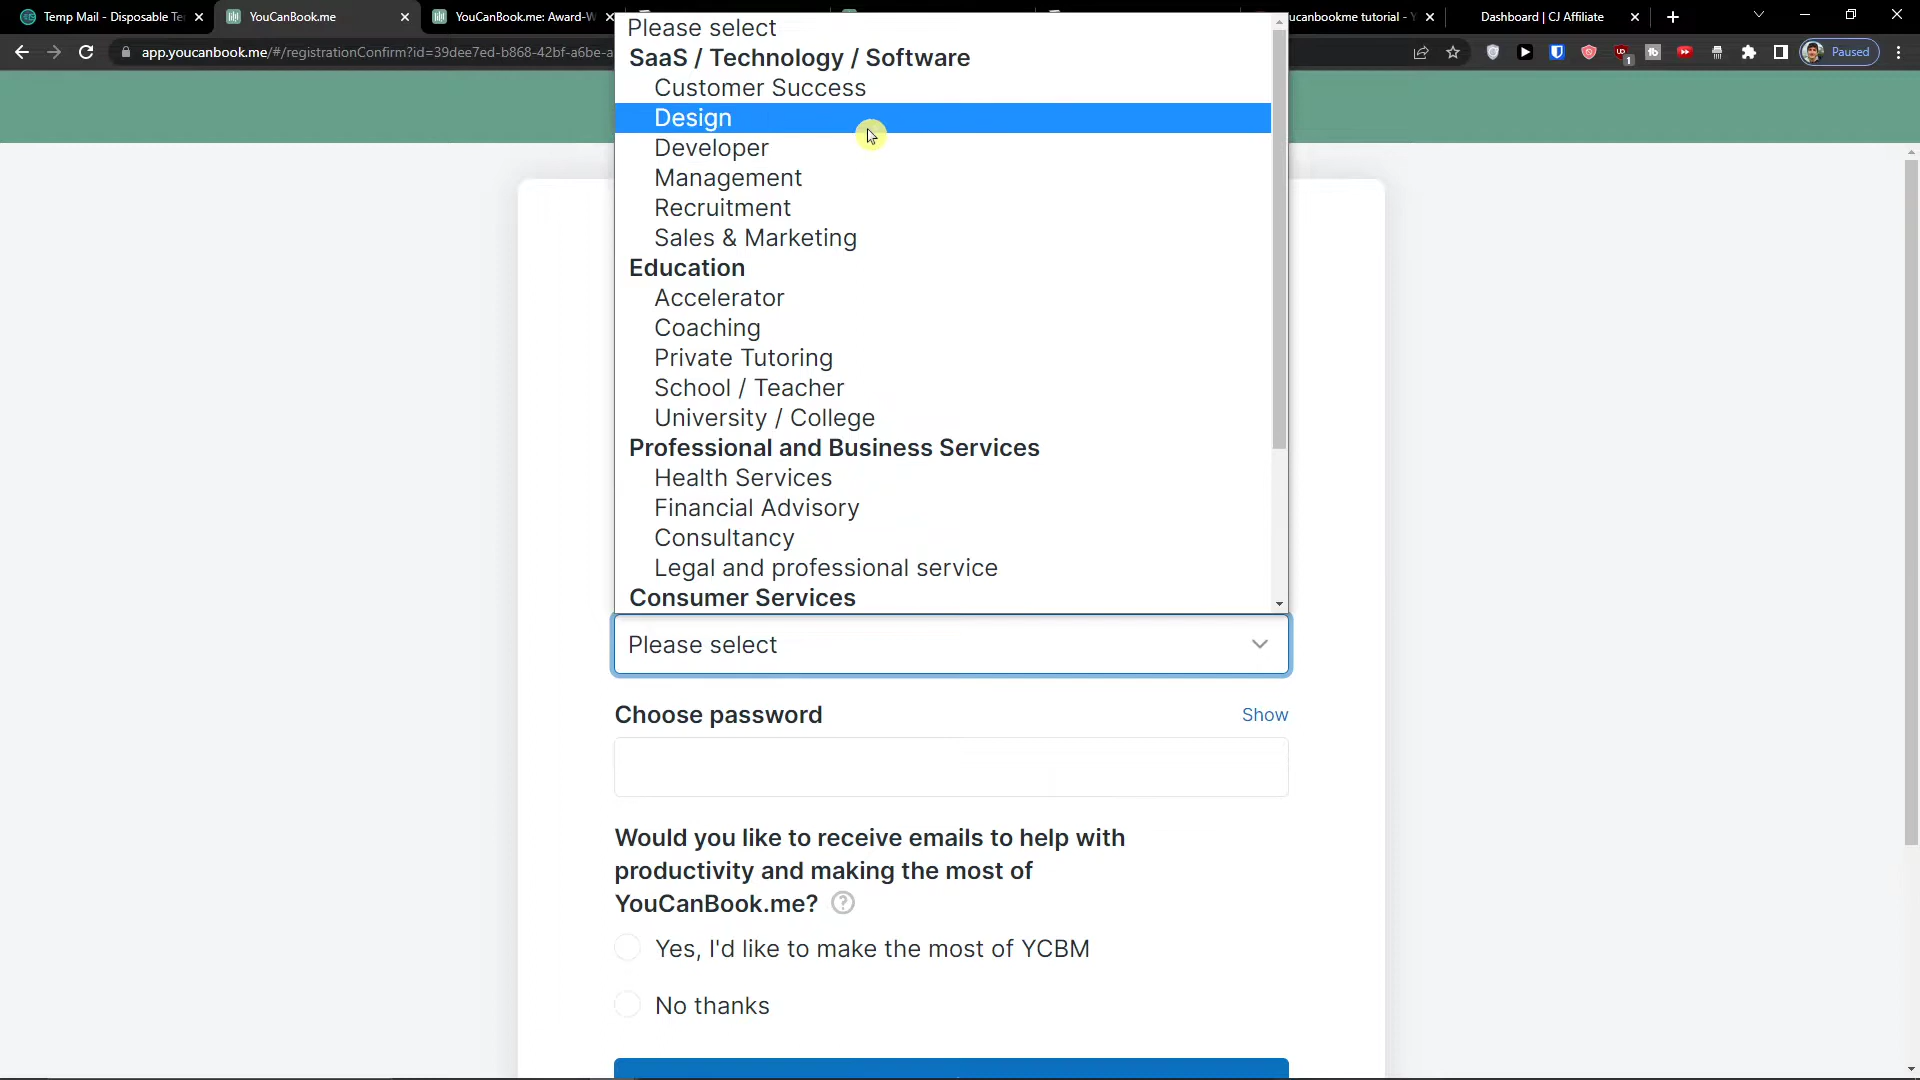 Temp Mail - Disposable Te
YouCanBook.me
YouCanBook.me: Award-W
ucanbookme tutorial - Y
Dashboard | CJ Affiliate
app.youcanbook.me/#/registrationConfirm?id=39dee7ed-b868-42bf-a6be-a
1
fb
Paused
Please select
SaaS / Technology / Software
Customer Success
Design
Developer
Management
Recruitment
Sales & Marketing
Education
Accelerator
Coaching
Private Tutoring
School / Teacher
University / College
Professional and Business Services
Health Services
Financial Advisory
Consultancy
Legal and professional service
Consumer Services
Please select
Choose password
Show
Would you like to receive emails to help with
productivity and making the most of
YouCanBook.me? ?
Yes, I'd like to make the most of YCBM
No thanks